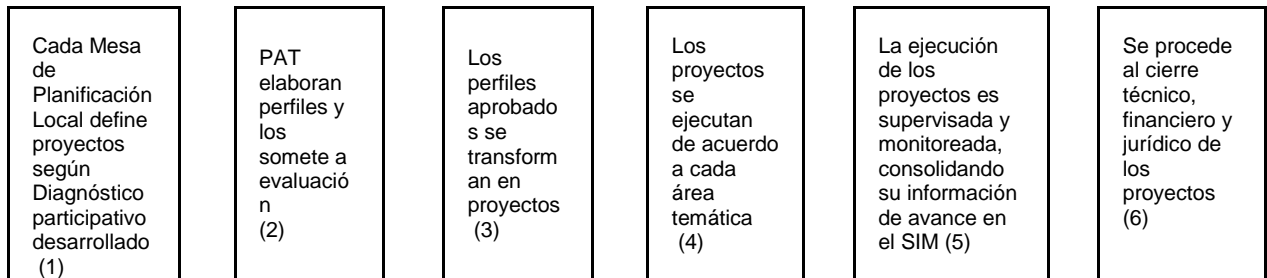 Cada Mesa
de
Planificación
Local define
proyectos
según
Diagnóstico
participativo
desarrollado
(1)
PAT
elaboran
perfiles y
los
somete a
evaluació
n
(2)
Los
perfiles
aprobado
s se
transform
an en
proyectos
(3)
Los
proyectos
se
ejecutan
de acuerdo
a cada
área
temática
(4)
La ejecución
de los
proyectos es
supervisada y
monitoreada,
consolidando
su información
de avance en
el SIM (5)
Se procede
al cierre
técnico,
financiero y
jurídico de
los
proyectos
(6)